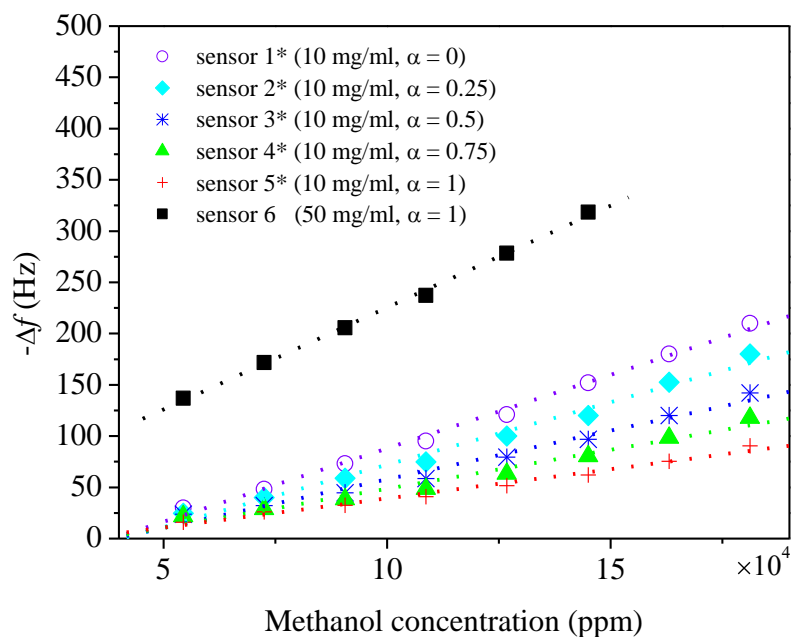 500
450
400
350
300
250
200
150
100
50
0
-Δf (Hz)
sensor 1* (10 mg/ml, α = 0)
sensor 2* (10 mg/ml, α = 0.25)
sensor 3* (10 mg/ml, α = 0.5)
sensor 4* (10 mg/ml, α = 0.75)
sensor 5* (10 mg/ml, α = 1)
sensor 6 (50 mg/ml, α = 1)
5 10 15 ×10⁴
Methanol concentration (ppm)